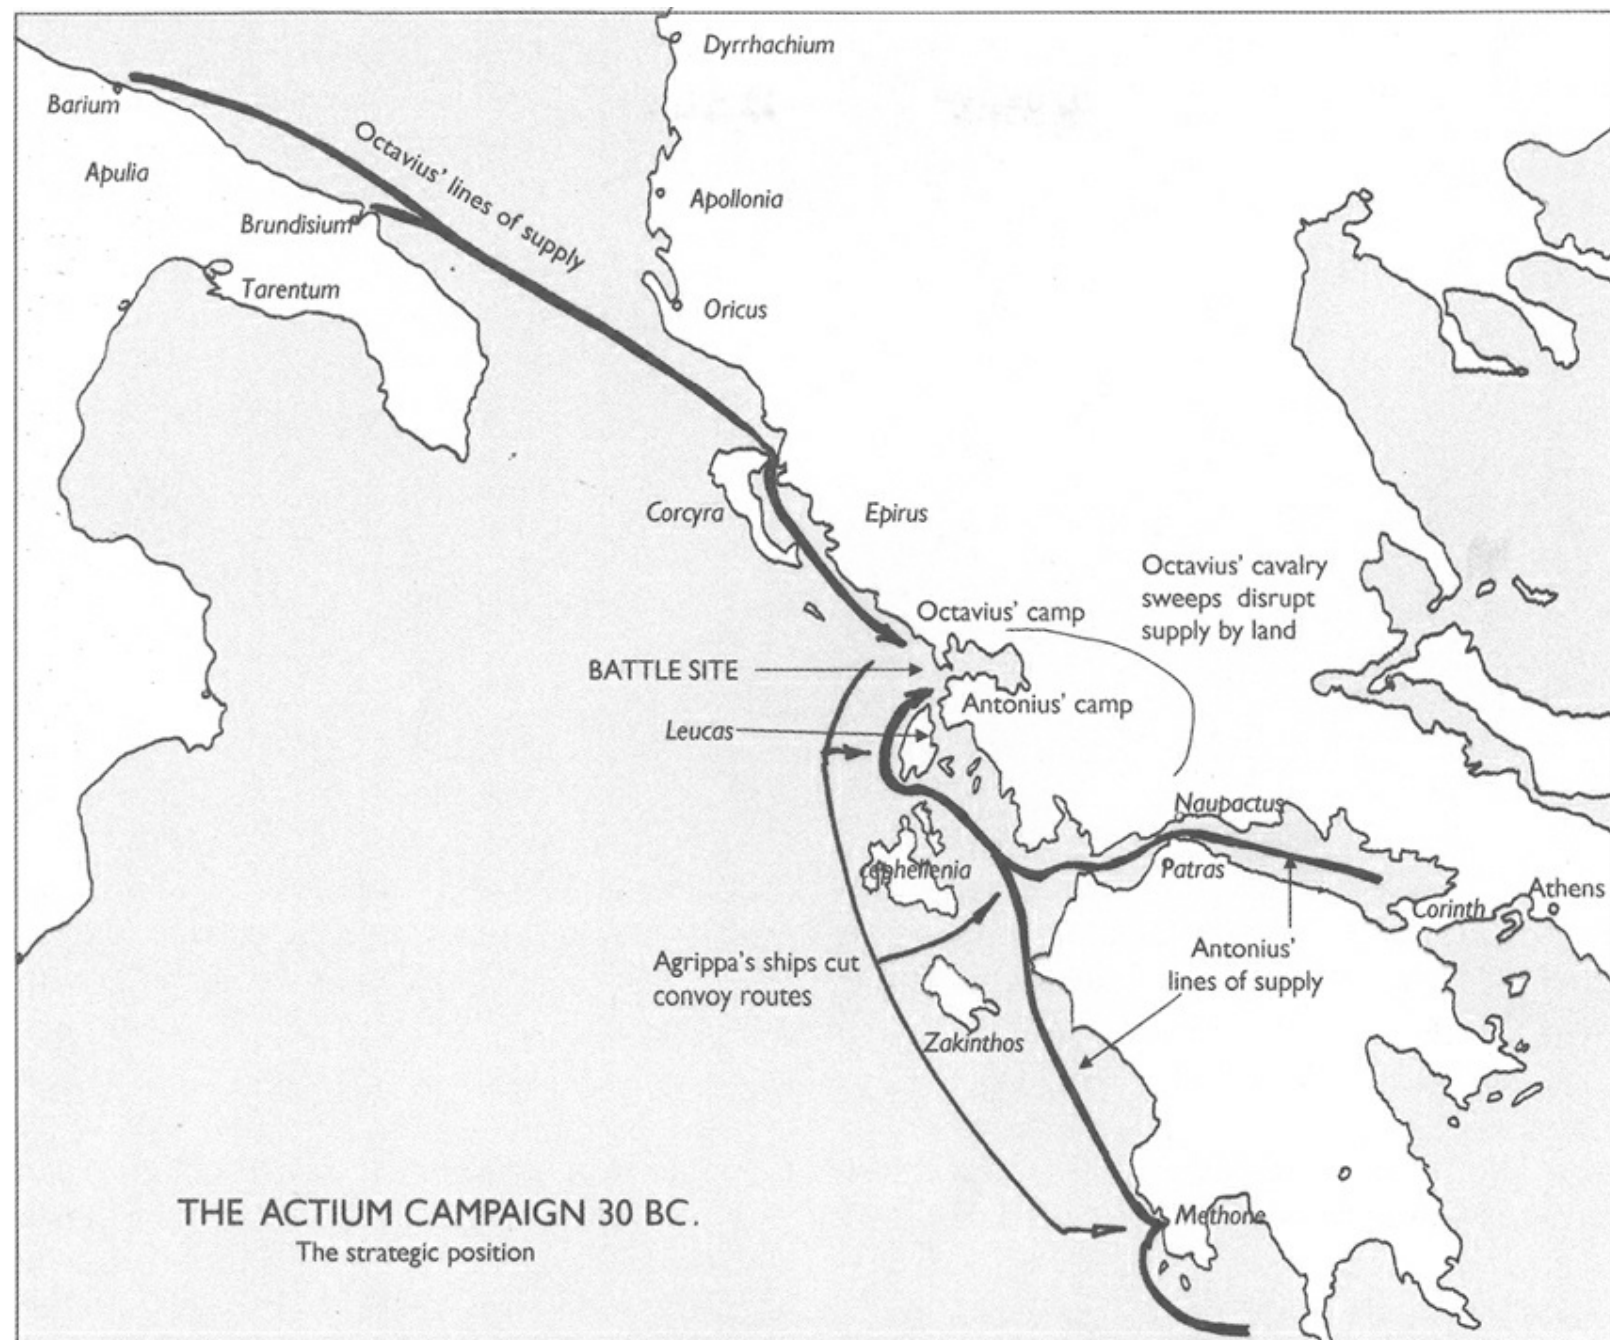 Dyrrhachium
Barium
Octavius' lines of supply
Apulia
Apollonia
Brundisium
Tarentum
Oricus
Corcyra
Epirus
Octavius' cavalry
sweeps disrupt
supply by land
Octavius' camp
BATTLE SITE
Antonius' camp
Leucas
Naupactus
cephellenia
Patras
Athens
Corinth
Antonius'
lines of supply
Agrippa's ships cut
convoy routes
Zakinthos
THE ACTIUM CAMPAIGN 30 BC.
The strategic position
Methone